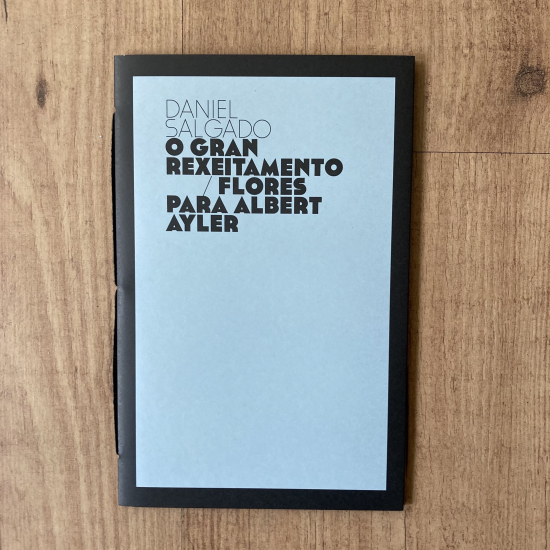 DANIEL
SALGADO
O GRAN
REXEITAMENTO
/ FLORES
PARA ALBERT
AYLER